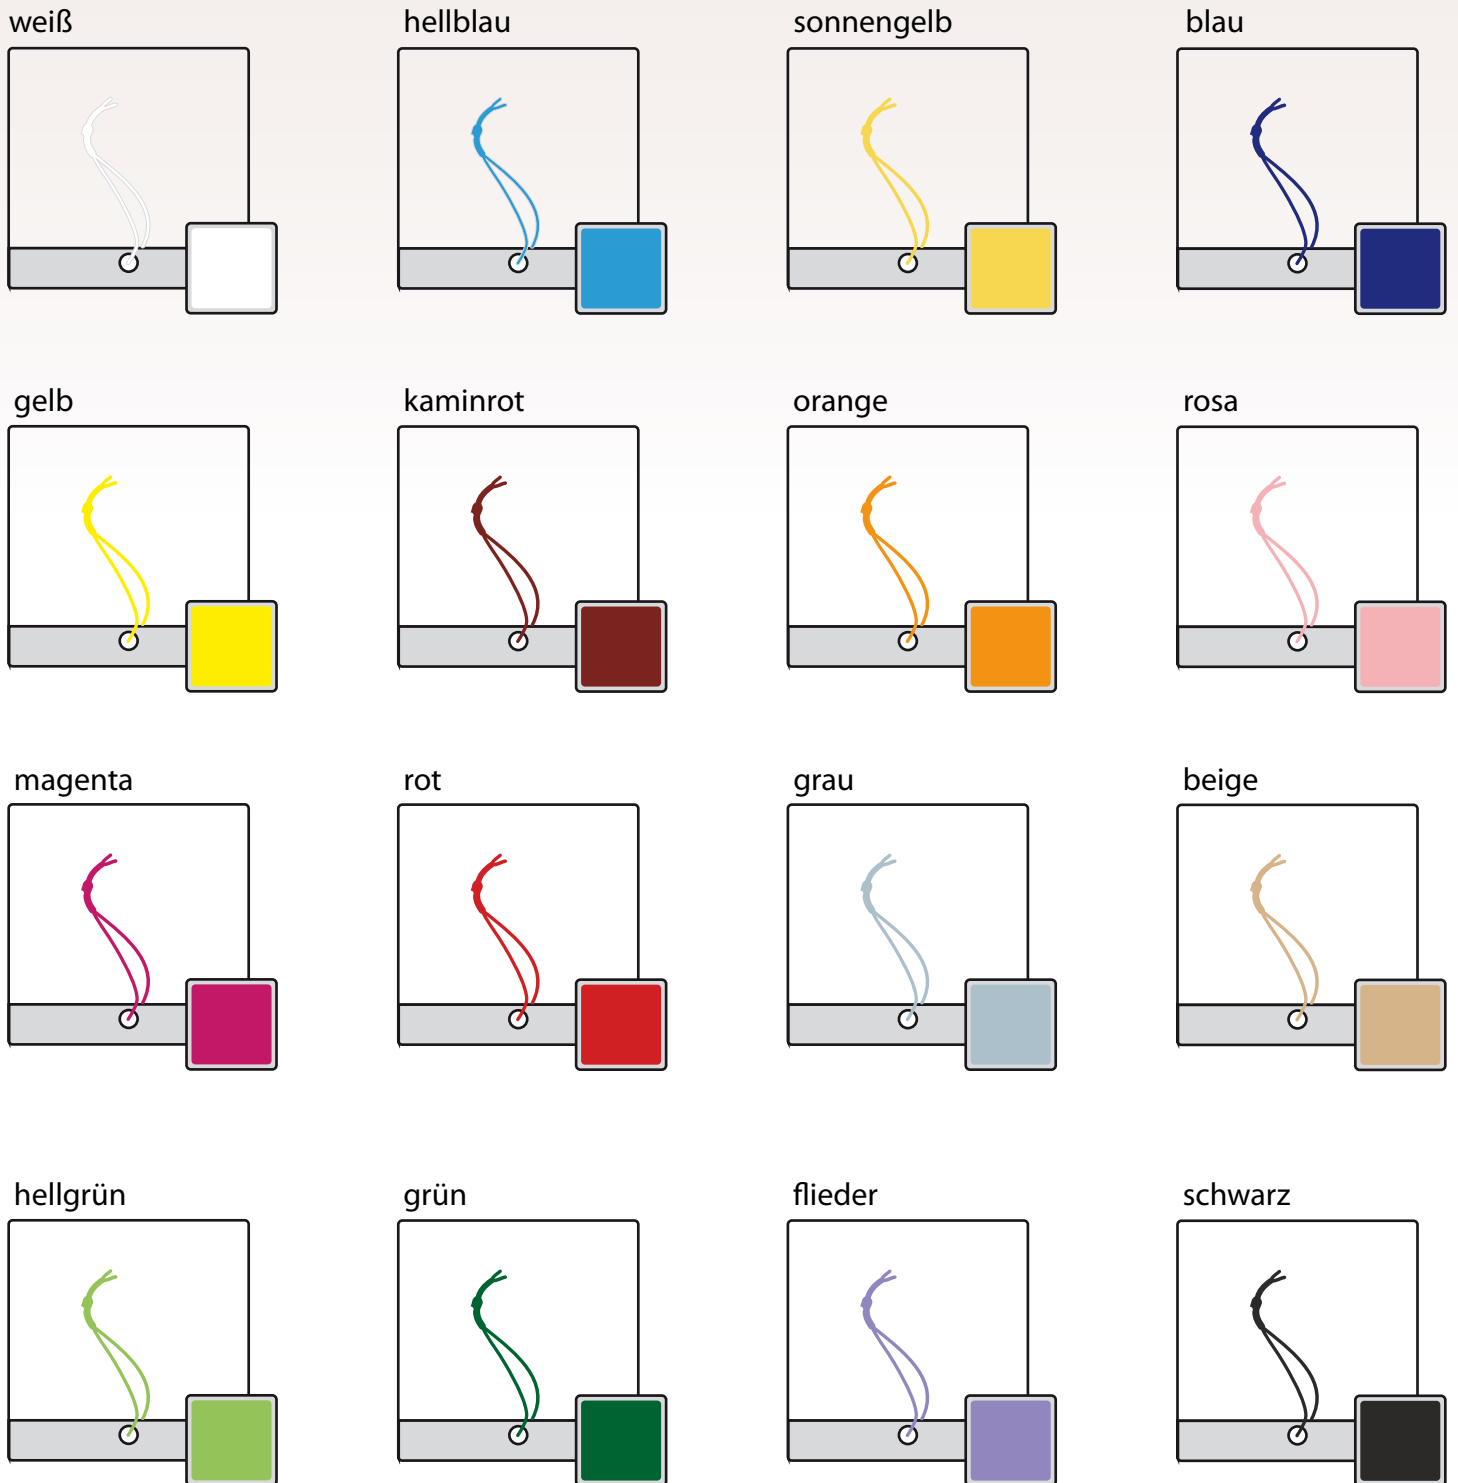 weiß
hellblau
sonnengelb
blau
gelb
kaminrot
orange
rosa
magenta
rot
grau
beige
hellgrün
grün
flieder
schwarz